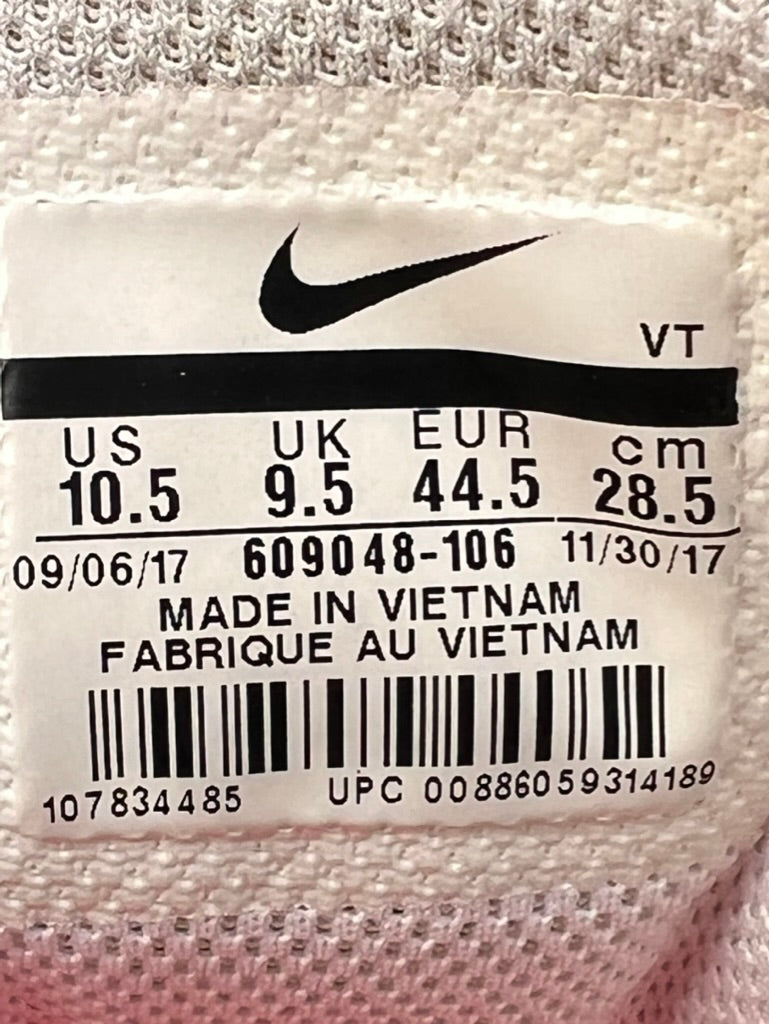 VT
US UK EUR cm
10.5 9.5 44.5 28.5
09/06/17 609048-106 11/30/17
MADE IN VIETNAM
FABRIQUE AU VIETNAM
107834485 UPC 00886059314189